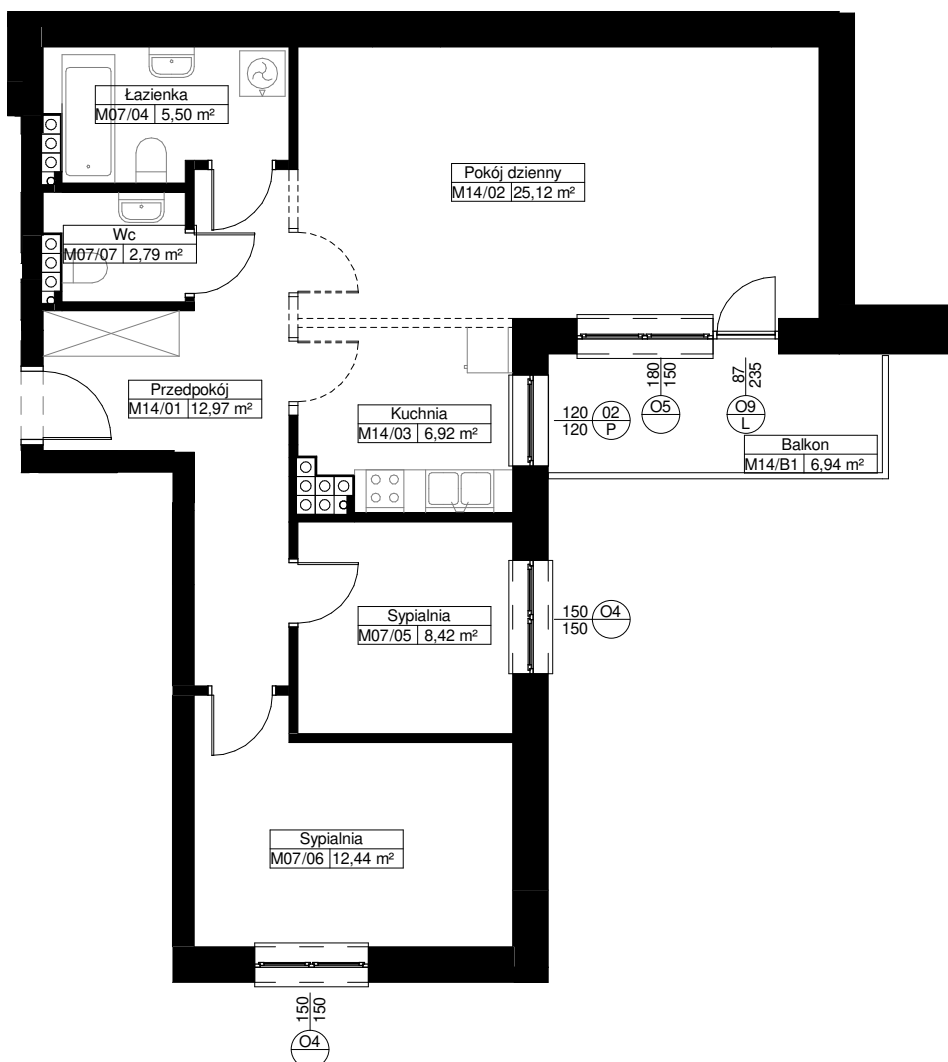 Łazienka
M07/04 5,50 m²
Pokój dzienny
M14/02 25,12 m²
Wc
M07/07 2,79 m²
Przedpokój
M14/01 12,97 m²
Kuchnia
M14/03 6,92 m²
120
120
02
P
180
150
O5
87
235
O9
L
Balkon
M14/B1 6,94 m²
Sypialnia
M07/05 8,42 m²
150
150
O4
Sypialnia
M07/06 12,44 m²
150
150
O4